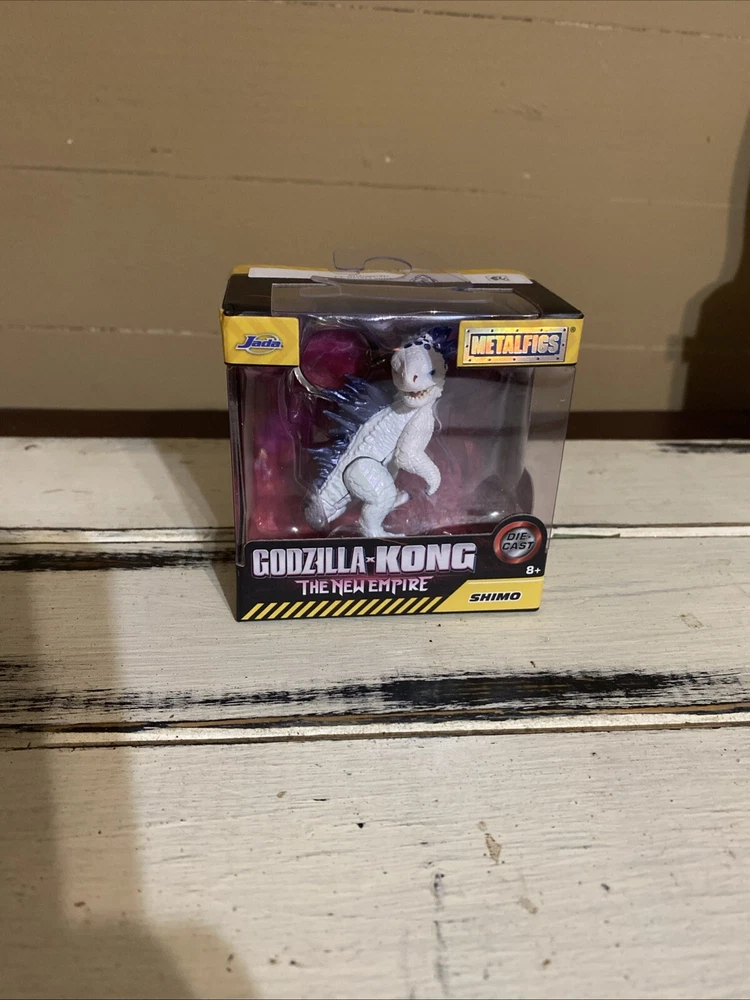 Jada
METALFIGS®
GODZILLA x KONG
THE NEW EMPIRE
DIE-
CAST
8+
SHIMO